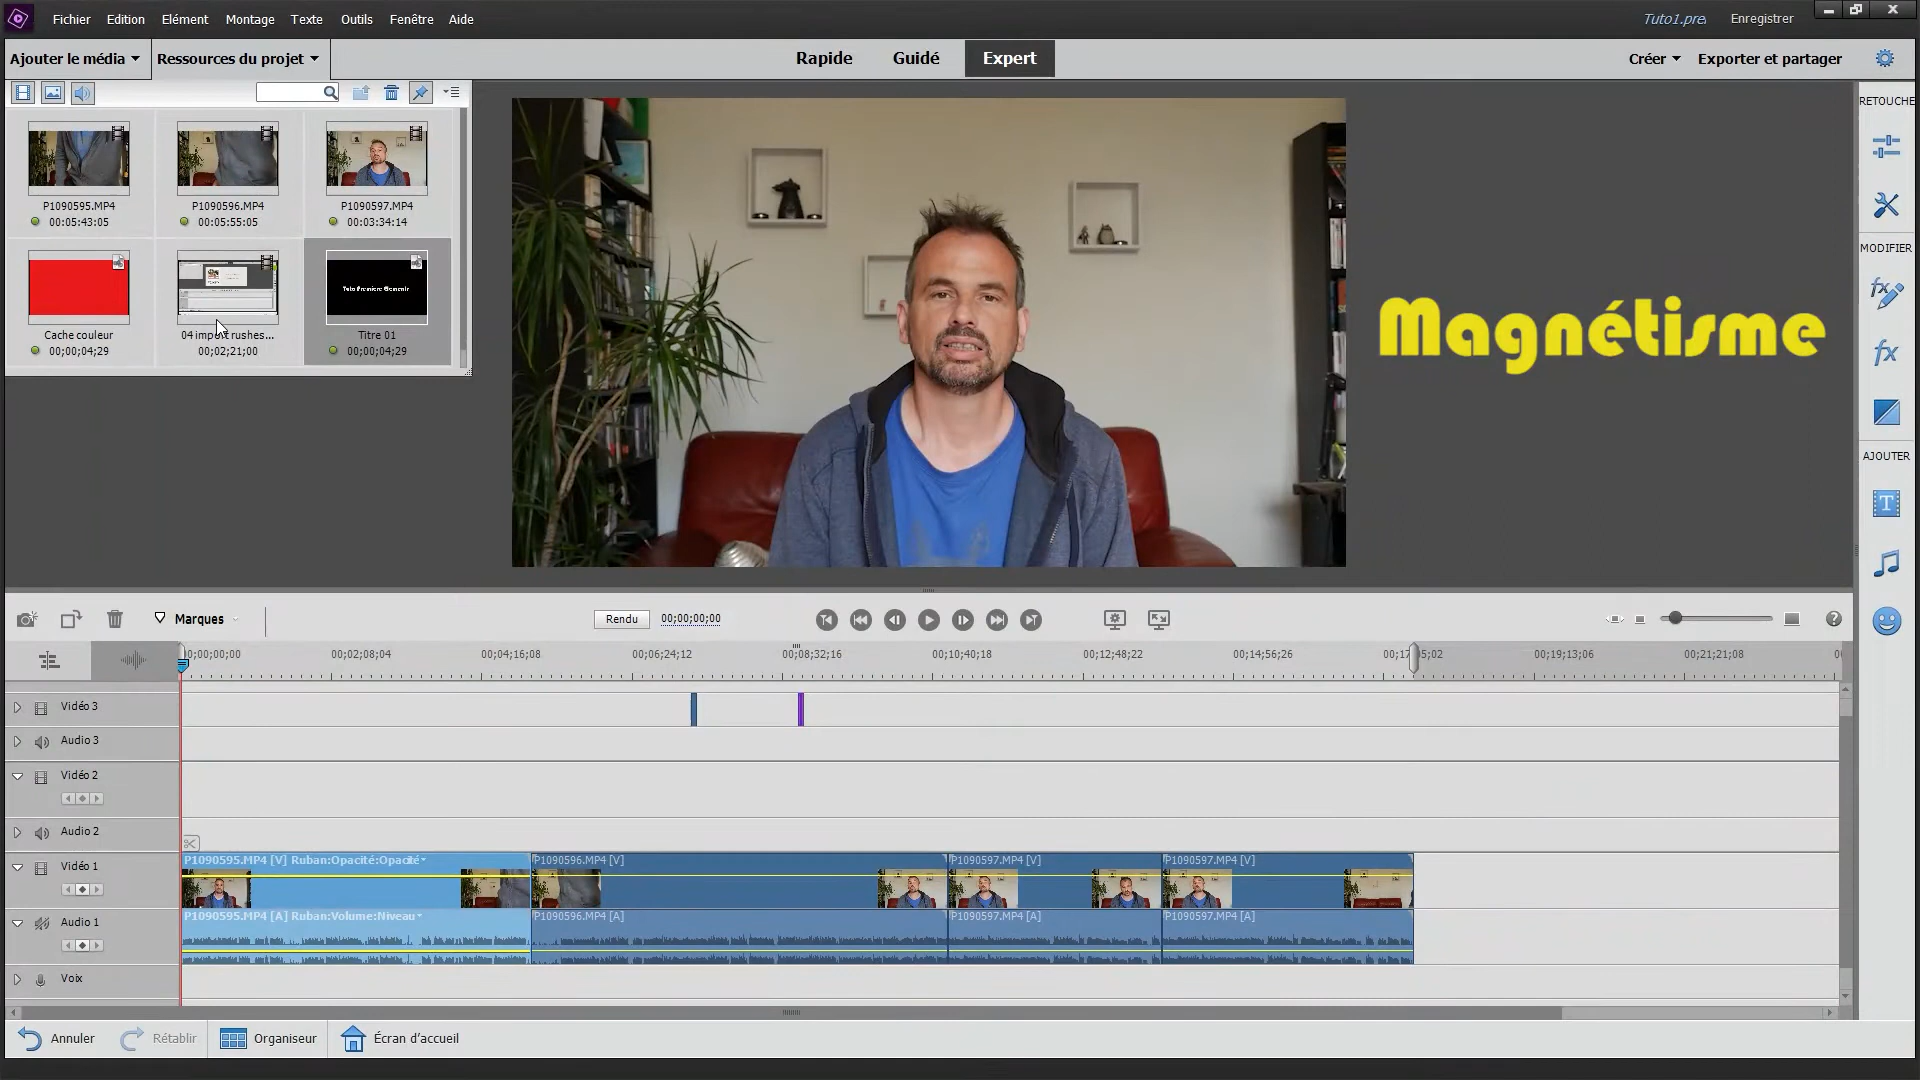 Fichier Edition Elément Montage Texte Outils Fenêtre Aide
Tuto1.pre Enregistrer
Ajouter le média Ressources du projet
Rapide Guidé Expert
Créer Exporter et partager
RETOUCHE
P1090595.MP4
00:05:43:05
P1090596.MP4
00:05:55:05
P1090597.MP4
00:03:34:14
MODIFIER
Tuto Premiere Elements
Cache couleur
00;00;04;29
04 import rushes...
00;02;21;00
Titre 01
00;00;04;29
Magnétisme
AJOUTER
Marques
Rendu 00;00;00;00
00;00;00 00;02;08;04 00;04;16;08 00;06;24;12 00;08;32;16 00;10;40;18 00;12;48;22 00;14;56;26 00;17;05;02 00;19;13;06 00;21;21;08
Vidéo 3
Audio 3
Vidéo 2
Audio 2
Vidéo 1
P1090595.MP4 [V] Ruban:Opacité:Opacité P1090596.MP4 [V] P1090597.MP4 [V] P1090597.MP4 [V]
Audio 1
P1090595.MP4 [A] Ruban:Volume:Niveau P1090596.MP4 [A] P1090597.MP4 [A] P1090597.MP4 [A]
Voix
Annuler Rétablir Organiseur Écran d'accueil